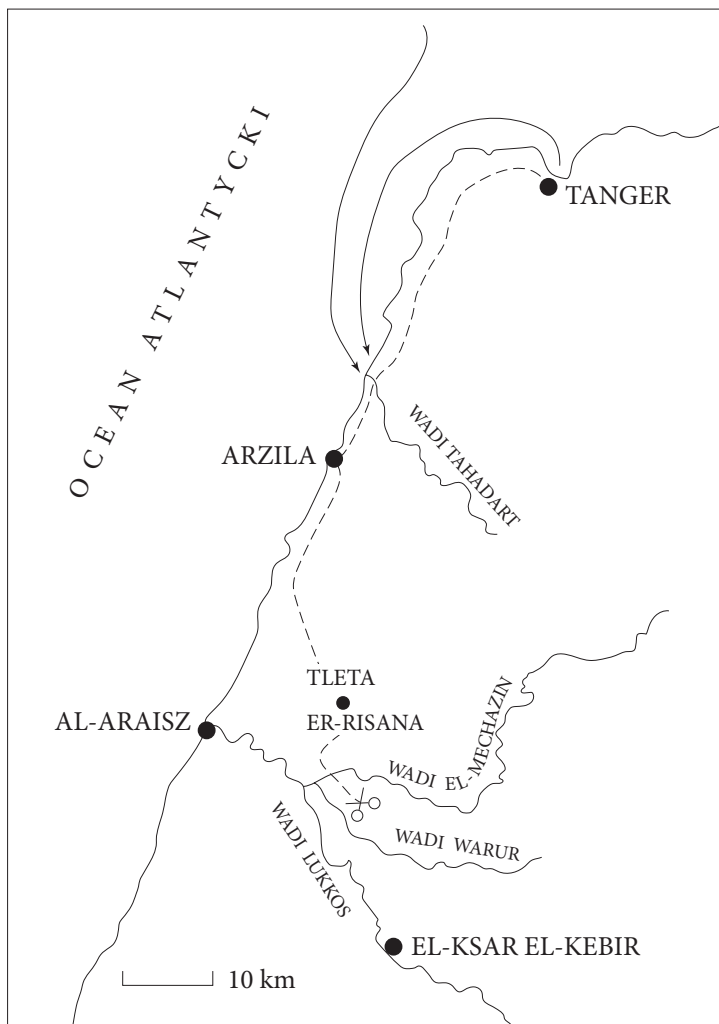 OCEAN ATLANTYCKI
TANGER
WADI TAHADART
ARZILA
TLETA
ER-RISANA
AL-ARAISZ
WADI EL-MECHAZIN
WADI WARUR
WADI LUKKOS
EL-KSAR EL-KEBIR
10 km